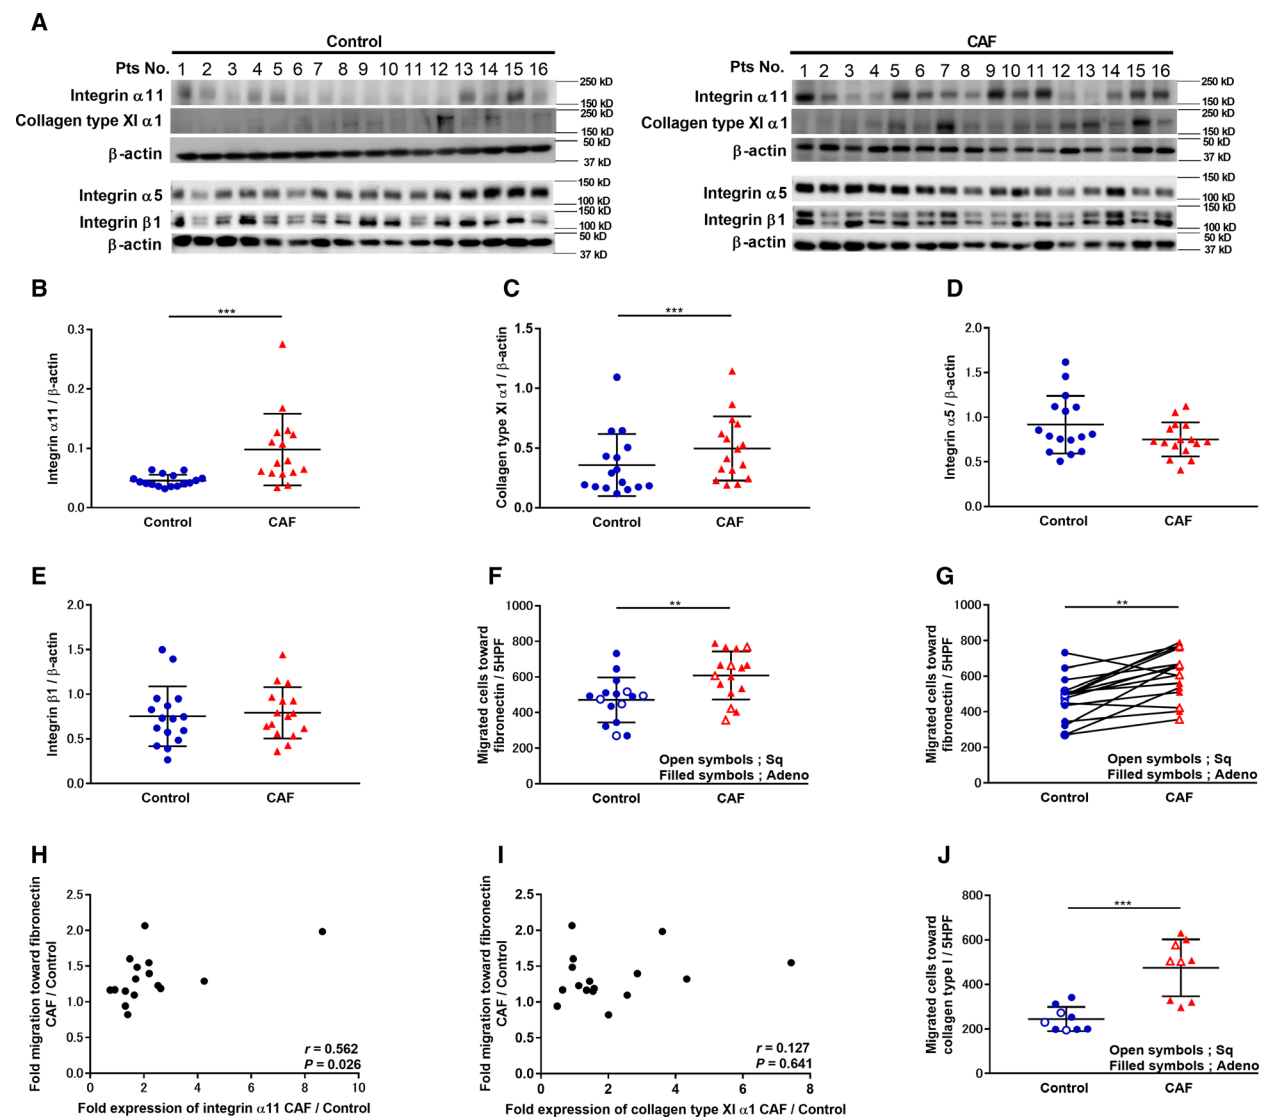 A
Control
Pts No. 1 2 3 4 5 6 7 8 9 10 11 12 13 14 15 16
Integrin α11
250 kD
150 kD
Collagen type XI α1
250 kD
150 kD
β-actin
50 kD
37 kD
Integrin α5
150 kD
100 kD
Integrin β1
150 kD
100 kD
β-actin
50 kD
37 kD
CAF
Pts No. 1 2 3 4 5 6 7 8 9 10 11 12 13 14 15 16
Integrin α11
250 kD
150 kD
Collagen type XI α1
250 kD
150 kD
β-actin
50 kD
37 kD
Integrin α5
150 kD
100 kD
Integrin β1
150 kD
100 kD
β-actin
50 kD
37 kD
B
***
Integrin α11 / β-actin
0.3
0.2
0.1
0.0
Control CAF
C
***
Collagen type XI α1 / β-actin
1.5
1.0
0.5
0.0
Control CAF
D
Integrin α5 / β-actin
2.0
1.5
1.0
0.5
0.0
Control CAF
E
Integrin β1 / β-actin
2.0
1.5
1.0
0.5
0.0
Control CAF
F
**
Migrated cells toward
fibronectin / 5HPF
1000
800
600
400
200
0
Open symbols ; Sq
Filled symbols ; Adeno
Control CAF
G
**
Migrated cells toward
fibronectin / 5HPF
1000
800
600
400
200
0
Open symbols ; Sq
Filled symbols ; Adeno
Control CAF
H
Fold migration toward fibronectin
CAF / Control
2.5
2.0
1.5
1.0
0.5
0.0
r = 0.562
P = 0.026
0 2 4 6 8 10
Fold expression of integrin α11 CAF / Control
I
Fold migration toward fibronectin
CAF / Control
2.5
2.0
1.5
1.0
0.5
0.0
r = 0.127
P = 0.641
0 2 4 6 8
Fold expression of collagen type XI α1 CAF / Control
J
***
Migrated cells toward
collagen type I / 5HPF
800
600
400
200
0
Open symbols ; Sq
Filled symbols ; Adeno
Control CAF